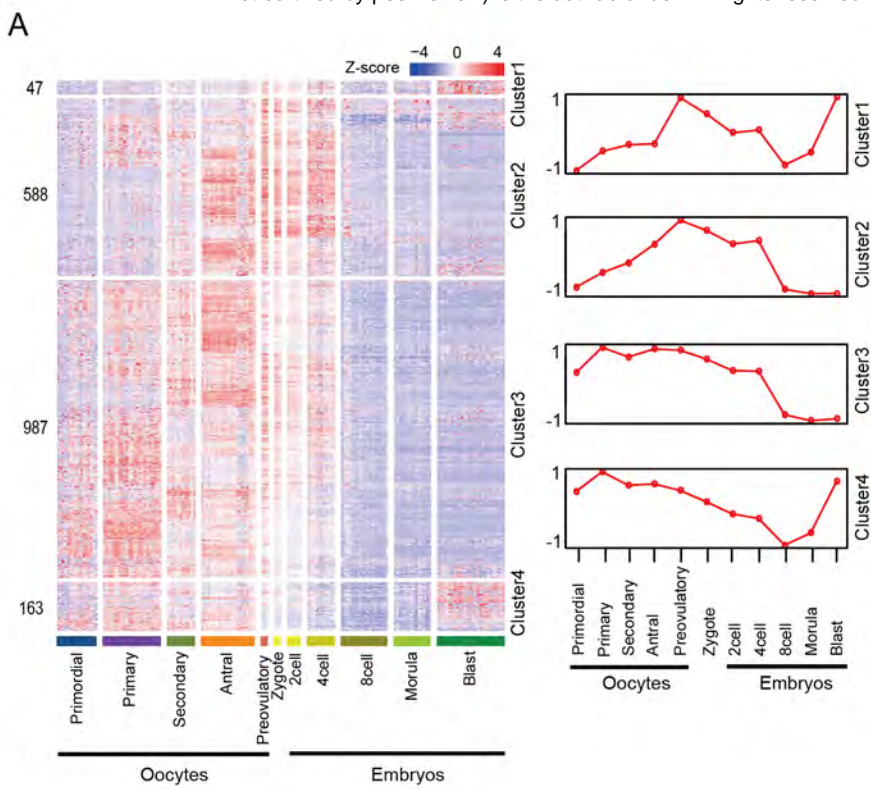 A
Z-score
−4 0 4
47
588
987
163
Cluster1
Cluster2
Cluster3
Cluster4
Primordial
Primary
Secondary
Antral
Preovulatory
Zygote
2cell
4cell
8cell
Morula
Blast
Oocytes
Embryos
1
-1
Cluster1
1
-1
Cluster2
1
-1
Cluster3
1
-1
Cluster4
Primordial
Primary
Secondary
Antral
Preovulatory
Zygote
2cell
4cell
8cell
Morula
Blast
Oocytes
Embryos